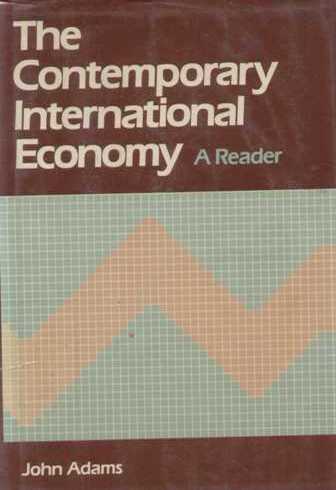 The
Contemporary
International
Economy A Reader
John Adams